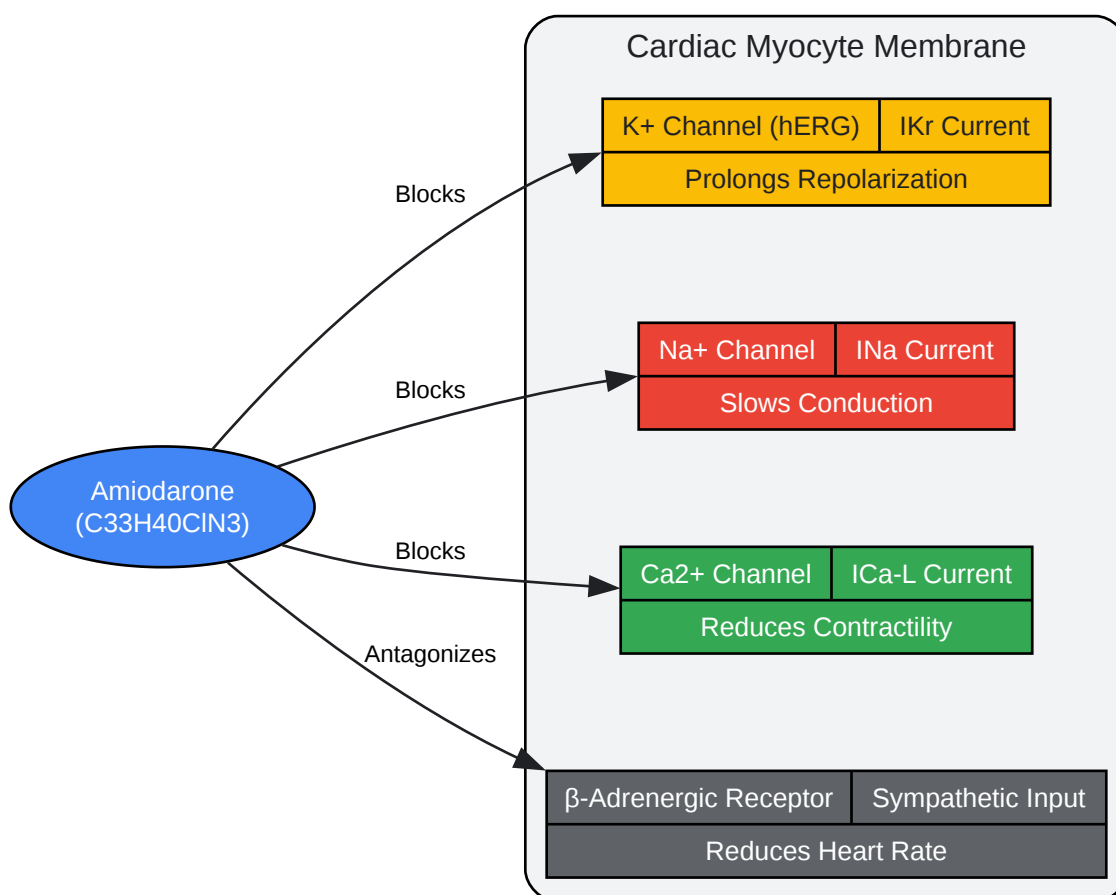 Cardiac Myocyte Membrane
K+ Channel (hERG)
IKr Current
Prolongs Repolarization
Blocks
Na+ Channel
INa Current
Slows Conduction
Blocks
Amiodarone
(C33H40ClN3)
Blocks
Ca2+ Channel
ICa-L Current
Reduces Contractility
Antagonizes
β-Adrenergic Receptor
Sympathetic Input
Reduces Heart Rate